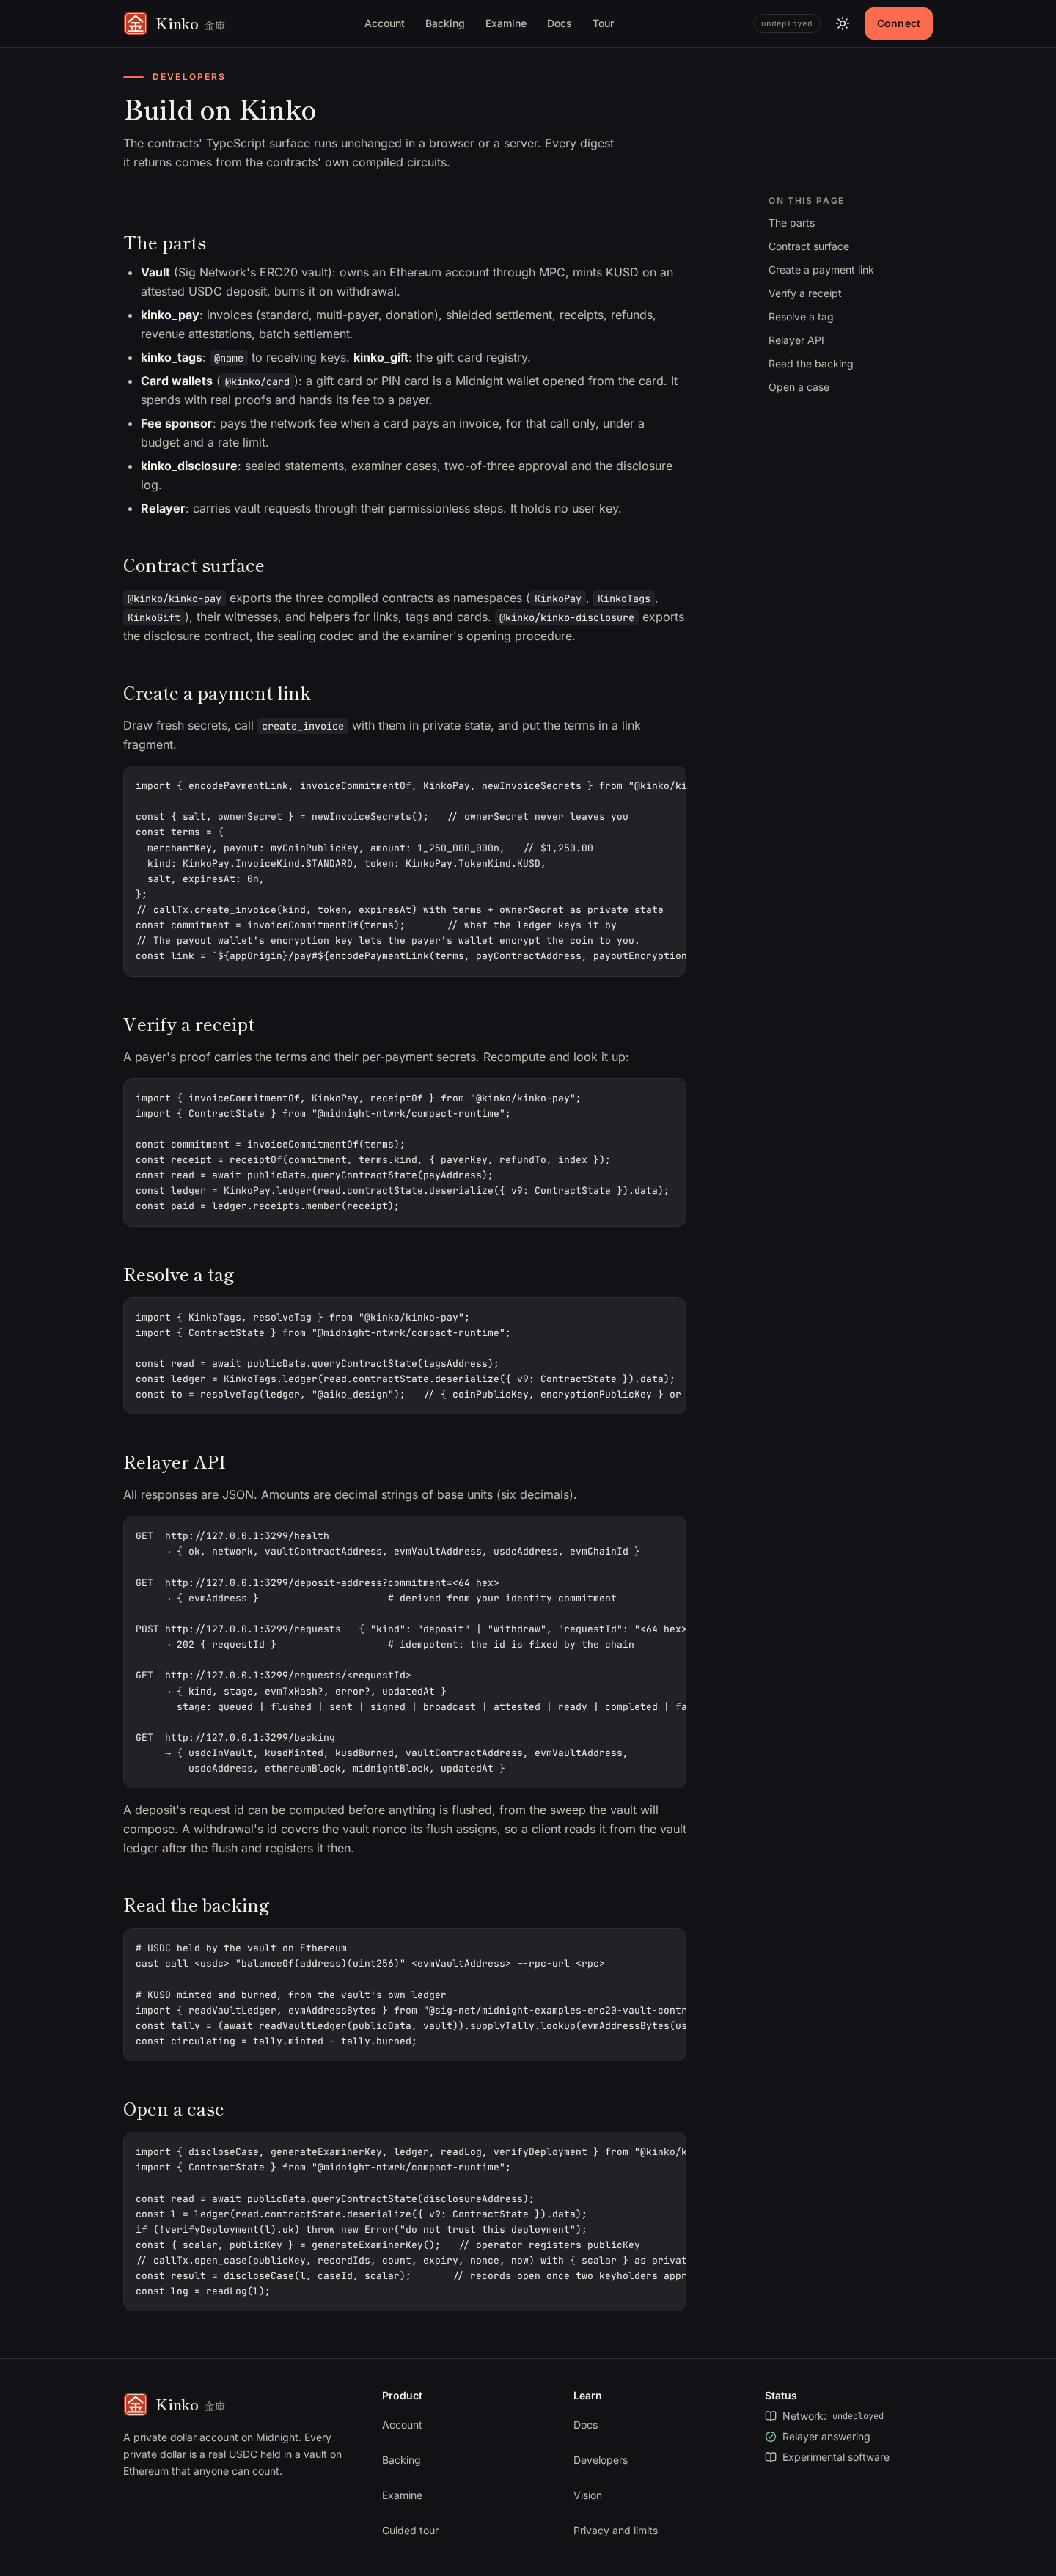 Kinko 金庫
Account
Backing
Examine
Docs
Tour
undeployed
Connect
DEVELOPERS
Build on Kinko
The contracts' TypeScript surface runs unchanged in a browser or a server. Every digest
it returns comes from the contracts' own compiled circuits.
ON THIS PAGE
The parts
Contract surface
Create a payment link
Verify a receipt
Resolve a tag
Relayer API
Read the backing
Open a case
The parts
• Vault (Sig Network's ERC20 vault): owns an Ethereum account through MPC, mints KUSD on an
attested USDC deposit, burns it on withdrawal.
• kinko_pay: invoices (standard, multi-payer, donation), shielded settlement, receipts, refunds,
revenue attestations, batch settlement.
• kinko_tags: @name to receiving keys. kinko_gift: the gift card registry.
• Card wallets (@kinko/card): a gift card or PIN card is a Midnight wallet opened from the card. It
spends with real proofs and hands its fee to a payer.
• Fee sponsor: pays the network fee when a card pays an invoice, for that call only, under a
budget and a rate limit.
• kinko_disclosure: sealed statements, examiner cases, two-of-three approval and the disclosure
log.
• Relayer: carries vault requests through their permissionless steps. It holds no user key.
Contract surface
@kinko/kinko-pay exports the three compiled contracts as namespaces (KinkoPay, KinkoTags,
KinkoGift), their witnesses, and helpers for links, tags and cards. @kinko/kinko-disclosure exports
the disclosure contract, the sealing codec and the examiner's opening procedure.
Create a payment link
Draw fresh secrets, call create_invoice with them in private state, and put the terms in a link
fragment.
import { encodePaymentLink, invoiceCommitmentOf, KinkoPay, newInvoiceSecrets } from "@kinko/ki
const { salt, ownerSecret } = newInvoiceSecrets();   // ownerSecret never leaves you
const terms = {
  merchantKey, payout: myCoinPublicKey, amount: 1_250_000_000n,   // $1,250.00
  kind: KinkoPay.InvoiceKind.STANDARD, token: KinkoPay.TokenKind.KUSD,
  salt, expiresAt: 0n,
};
// callTx.create_invoice(kind, token, expiresAt) with terms + ownerSecret as private state
const commitment = invoiceCommitmentOf(terms);       // what the ledger keys it by
// The payout wallet's encryption key lets the payer's wallet encrypt the coin to you.
const link = `${appOrigin}/pay#${encodePaymentLink(terms, payContractAddress, payoutEncryption
Verify a receipt
A payer's proof carries the terms and their per-payment secrets. Recompute and look it up:
import { invoiceCommitmentOf, KinkoPay, receiptOf } from "@kinko/kinko-pay";
import { ContractState } from "@midnight-ntwrk/compact-runtime";
const commitment = invoiceCommitmentOf(terms);
const receipt = receiptOf(commitment, terms.kind, { payerKey, refundTo, index });
const read = await publicData.queryContractState(payAddress);
const ledger = KinkoPay.ledger(read.contractState.deserialize({ v9: ContractState }).data);
const paid = ledger.receipts.member(receipt);
Resolve a tag
import { KinkoTags, resolveTag } from "@kinko/kinko-pay";
import { ContractState } from "@midnight-ntwrk/compact-runtime";
const read = await publicData.queryContractState(tagsAddress);
const ledger = KinkoTags.ledger(read.contractState.deserialize({ v9: ContractState }).data);
const to = resolveTag(ledger, "@aiko_design");   // { coinPublicKey, encryptionPublicKey } or
Relayer API
All responses are JSON. Amounts are decimal strings of base units (six decimals).
GET  http://127.0.0.1:3299/health
     → { ok, network, vaultContractAddress, evmVaultAddress, usdcAddress, evmChainId }
GET  http://127.0.0.1:3299/deposit-address?commitment=<64 hex>
     → { evmAddress }                      # derived from your identity commitment
POST http://127.0.0.1:3299/requests   { "kind": "deposit" | "withdraw", "requestId": "<64 hex>
     → 202 { requestId }                   # idempotent: the id is fixed by the chain
GET  http://127.0.0.1:3299/requests/<requestId>
     → { kind, stage, evmTxHash?, error?, updatedAt }
       stage: queued | flushed | sent | signed | broadcast | attested | ready | completed | fa
GET  http://127.0.0.1:3299/backing
     → { usdcInVault, kusdMinted, kusdBurned, vaultContractAddress, evmVaultAddress,
         usdcAddress, ethereumBlock, midnightBlock, updatedAt }
A deposit's request id can be computed before anything is flushed, from the sweep the vault will
compose. A withdrawal's id covers the vault nonce its flush assigns, so a client reads it from the vault
ledger after the flush and registers it then.
Read the backing
# USDC held by the vault on Ethereum
cast call <usdc> "balanceOf(address)(uint256)" <evmVaultAddress> --rpc-url <rpc>
# KUSD minted and burned, from the vault's own ledger
import { readVaultLedger, evmAddressBytes } from "@sig-net/midnight-examples-erc20-vault-contr
const tally = (await readVaultLedger(publicData, vault)).supplyTally.lookup(evmAddressBytes(us
const circulating = tally.minted - tally.burned;
Open a case
import { discloseCase, generateExaminerKey, ledger, readLog, verifyDeployment } from "@kinko/k
import { ContractState } from "@midnight-ntwrk/compact-runtime";
const read = await publicData.queryContractState(disclosureAddress);
const l = ledger(read.contractState.deserialize({ v9: ContractState }).data);
if (!verifyDeployment(l).ok) throw new Error("do not trust this deployment");
const { scalar, publicKey } = generateExaminerKey();   // operator registers publicKey
// callTx.open_case(publicKey, recordIds, count, expiry, nonce, now) with { scalar } as privat
const result = discloseCase(l, caseId, scalar);       // records open once two keyholders appr
const log = readLog(l);
Kinko 金庫
A private dollar account on Midnight. Every
private dollar is a real USDC held in a vault on
Ethereum that anyone can count.
Product
Account
Backing
Examine
Guided tour
Learn
Docs
Developers
Vision
Privacy and limits
Status
Network: undeployed
Relayer answering
Experimental software